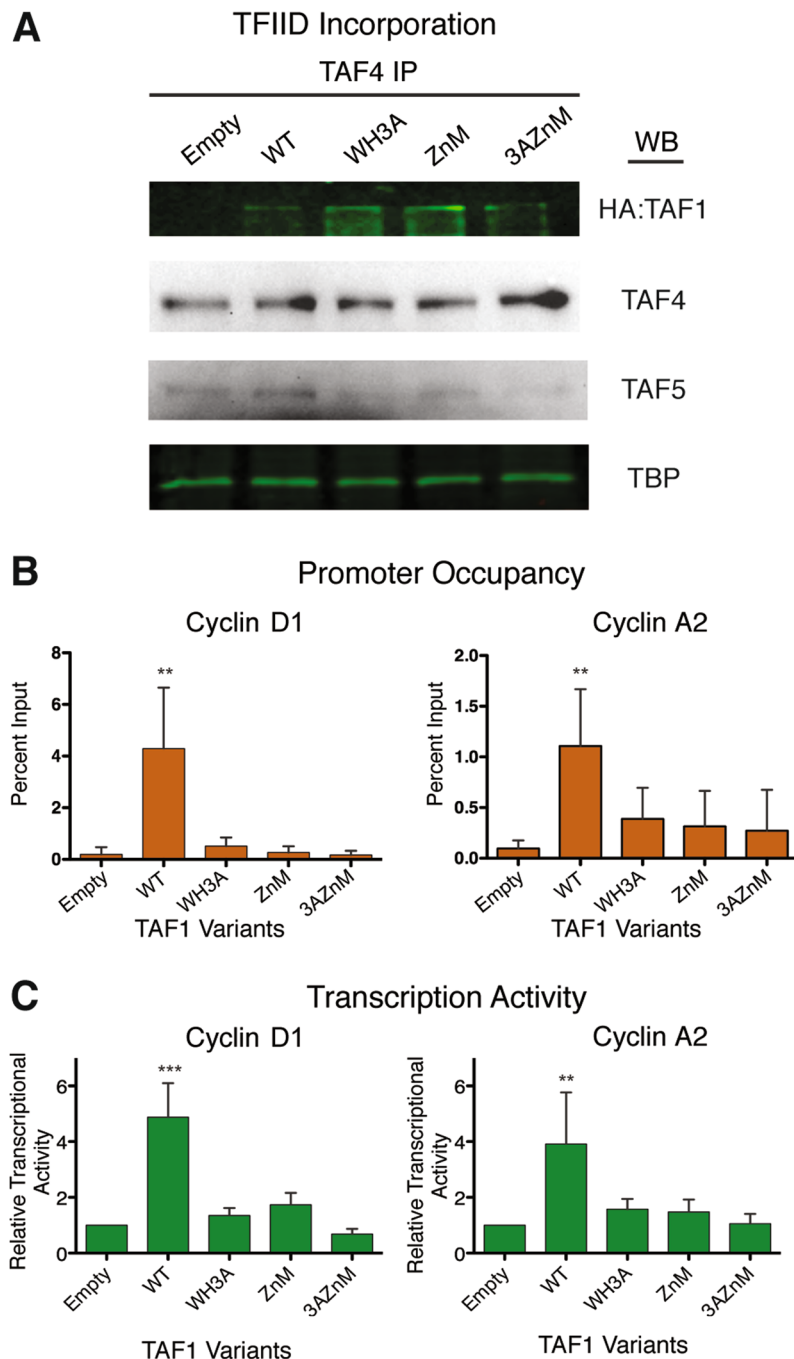 A
TFIID Incorporation
TAF4 IP
Empty WT WH3A ZnM 3AZnM
WB
HA:TAF1
TAF4
TAF5
TBP
B
Promoter Occupancy
Cyclin D1
Percent Input
8
6
4
2
0
**
Empty WT WH3A ZnM 3AZnM
TAF1 Variants
Cyclin A2
Percent Input
2.0
1.5
1.0
0.5
0.0
**
Empty WT WH3A ZnM 3AZnM
TAF1 Variants
C
Transcription Activity
Cyclin D1
Relative Transcriptional
Activity
6
4
2
0
***
Empty WT WH3A ZnM 3AZnM
TAF1 Variants
Cyclin A2
Relative Transcriptional
Activity
6
4
2
0
**
Empty WT WH3A ZnM 3AZnM
TAF1 Variants